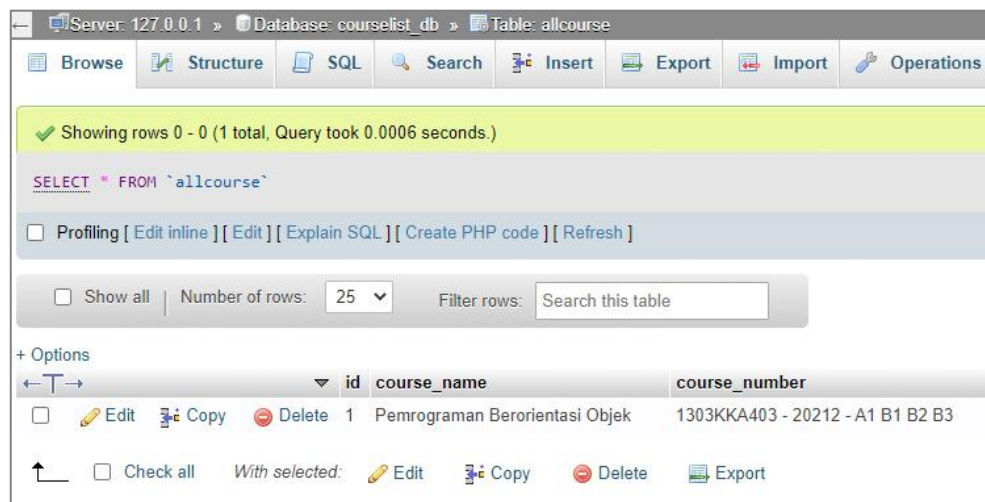 Server: 127.0.0.1 » Database: courselist_db » Table: allcourse
Browse Structure SQL Search Insert Export Import Operations
Showing rows 0 - 0 (1 total, Query took 0.0006 seconds.)
SELECT * FROM `allcourse`
Profiling [ Edit inline ] [ Edit ] [ Explain SQL ] [ Create PHP code ] [ Refresh ]
Show all | Number of rows: 25 Filter rows: Search this table
+ Options
←T→ id course_name course_number
Edit Copy Delete 1 Pemrograman Berorientasi Objek 1303KKA403 - 20212 - A1 B1 B2 B3
Check all With selected: Edit Copy Delete Export